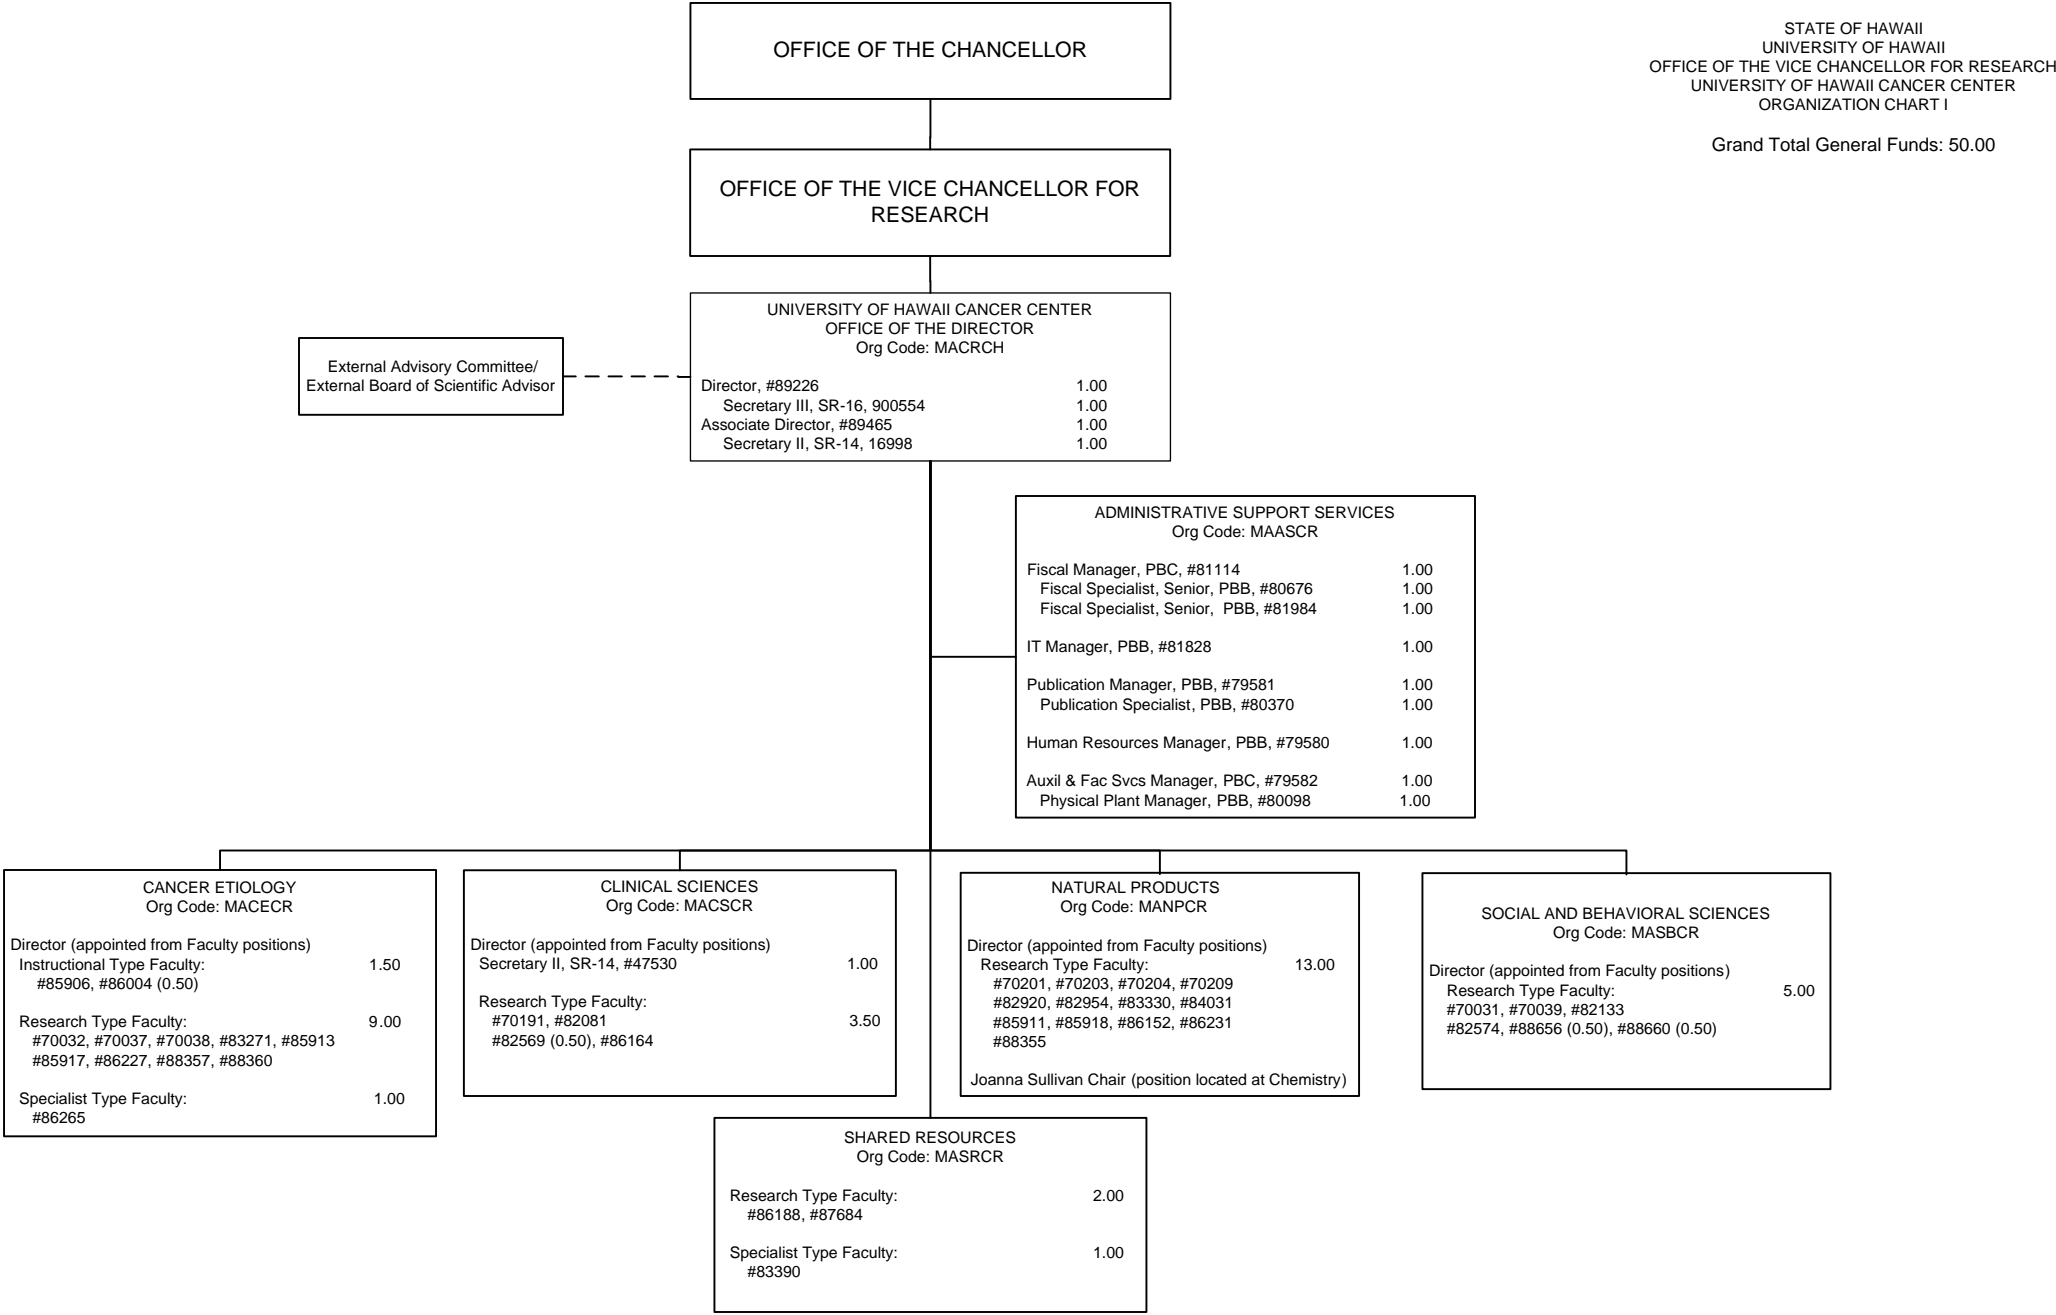 OFFICE OF THE CHANCELLOR
STATE OF HAWAII
UNIVERSITY OF HAWAII
OFFICE OF THE VICE CHANCELLOR FOR RESEARCH
UNIVERSITY OF HAWAII CANCER CENTER
ORGANIZATION CHART I
Grand Total General Funds: 50.00
OFFICE OF THE VICE CHANCELLOR FOR
RESEARCH
UNIVERSITY OF HAWAII CANCER CENTER
OFFICE OF THE DIRECTOR
Org Code: MACRCH
Director, #89226 1.00
Secretary III, SR-16, 900554 1.00
Associate Director, #89465 1.00
Secretary II, SR-14, 16998 1.00
External Advisory Committee/
External Board of Scientific Advisor
ADMINISTRATIVE SUPPORT SERVICES
Org Code: MAASCR
Fiscal Manager, PBC, #81114 1.00
Fiscal Specialist, Senior, PBB, #80676 1.00
Fiscal Specialist, Senior, PBB, #81984 1.00
IT Manager, PBB, #81828 1.00
Publication Manager, PBB, #79581 1.00
Publication Specialist, PBB, #80370 1.00
Human Resources Manager, PBB, #79580 1.00
Auxil & Fac Svcs Manager, PBC, #79582 1.00
Physical Plant Manager, PBB, #80098 1.00
CANCER ETIOLOGY
Org Code: MACECR
Director (appointed from Faculty positions)
Instructional Type Faculty: 1.50
#85906, #86004 (0.50)
Research Type Faculty: 9.00
#70032, #70037, #70038, #83271, #85913
#85917, #86227, #88357, #88360
Specialist Type Faculty: 1.00
#86265
CLINICAL SCIENCES
Org Code: MACSCR
Director (appointed from Faculty positions)
Secretary II, SR-14, #47530 1.00
Research Type Faculty:
#70191, #82081 3.50
#82569 (0.50), #86164
NATURAL PRODUCTS
Org Code: MANPCR
Director (appointed from Faculty positions)
Research Type Faculty: 13.00
#70201, #70203, #70204, #70209
#82920, #82954, #83330, #84031
#85911, #85918, #86152, #86231
#88355
Joanna Sullivan Chair (position located at Chemistry)
SOCIAL AND BEHAVIORAL SCIENCES
Org Code: MASBCR
Director (appointed from Faculty positions)
Research Type Faculty: 5.00
#70031, #70039, #82133
#82574, #88656 (0.50), #88660 (0.50)
SHARED RESOURCES
Org Code: MASRCR
Research Type Faculty: 2.00
#86188, #87684
Specialist Type Faculty: 1.00
#83390